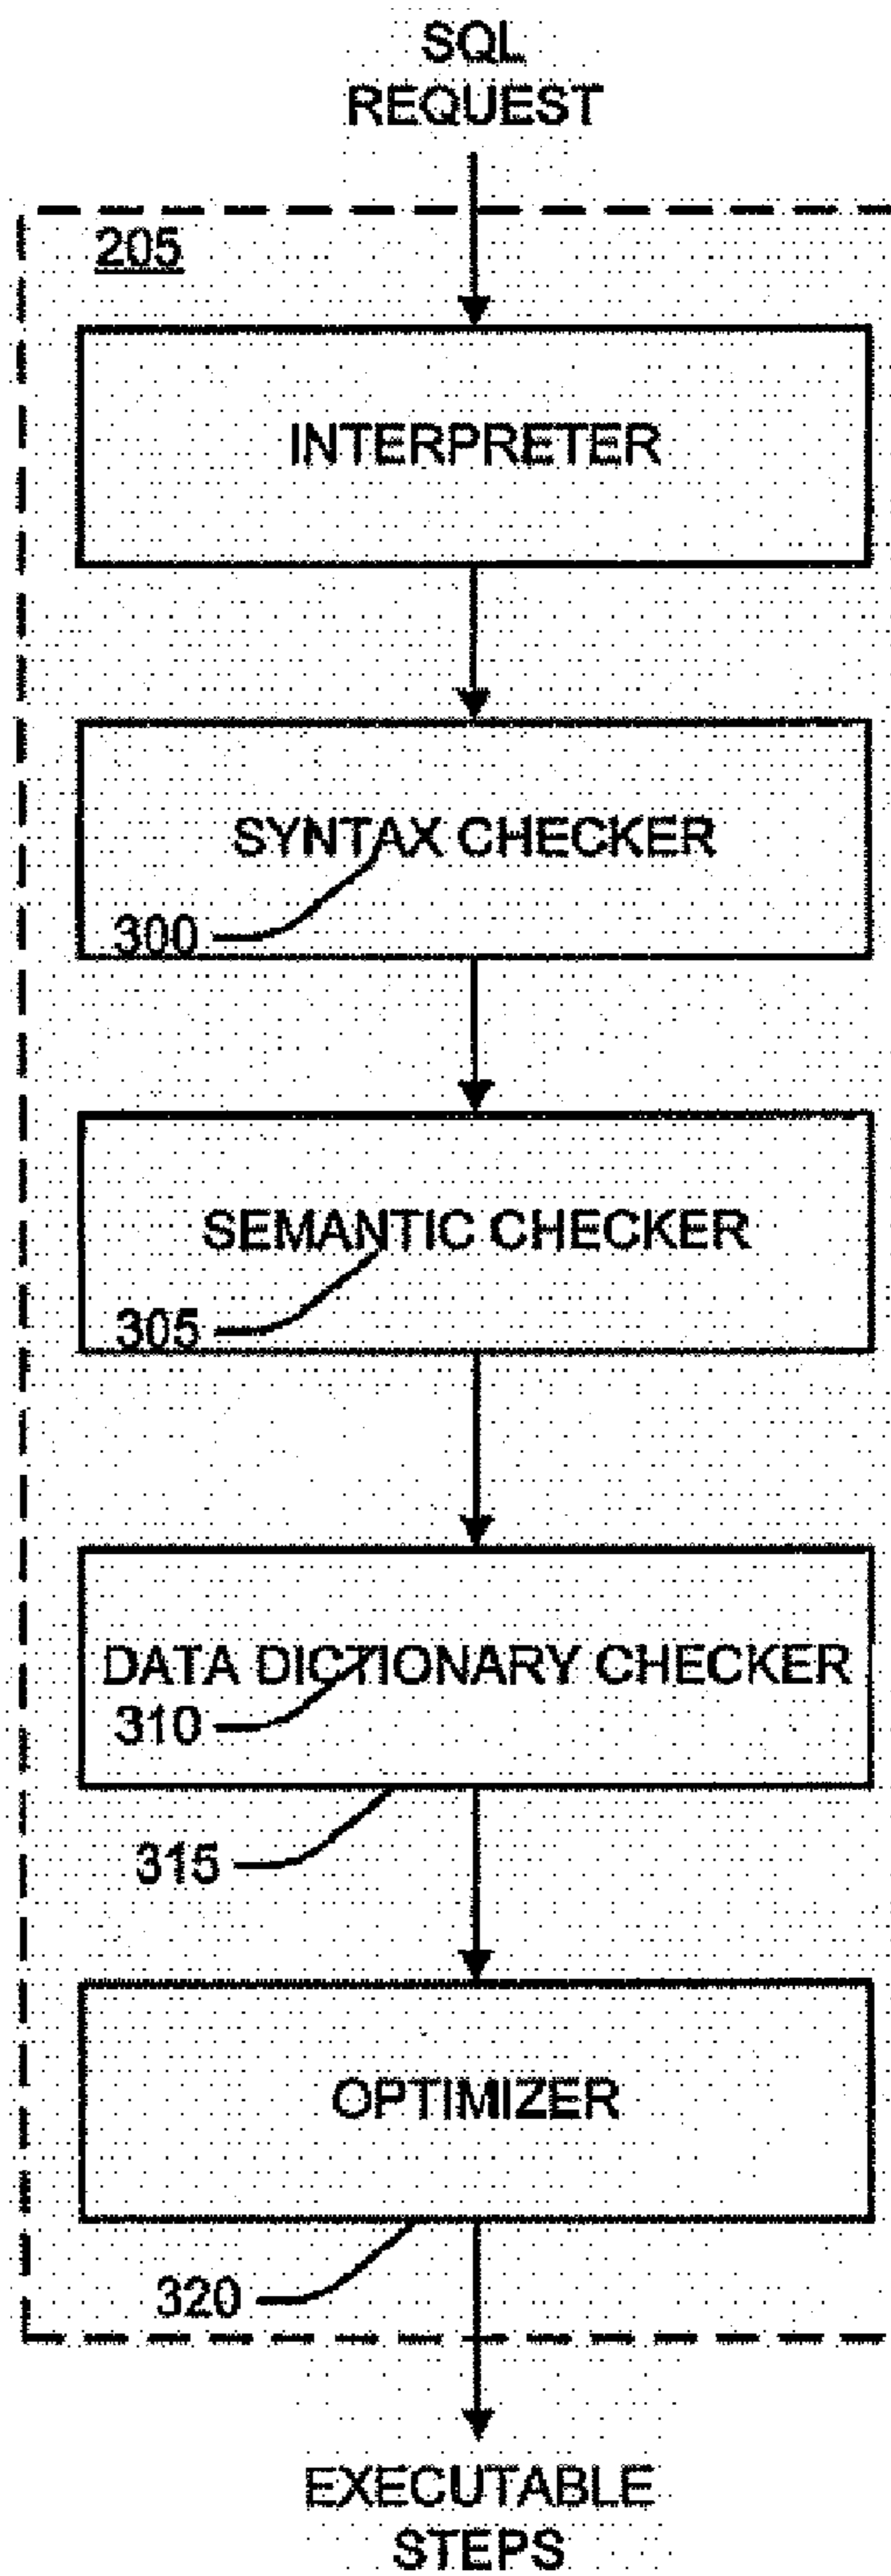 SQL
REQUEST
205
INTERPRETER
SYNTAX CHECKER
300
SEMANTIC CHECKER
305
DATA DICTIONARY CHECKER
310
315
OPTIMIZER
320
EXECUTABLE
STEPS